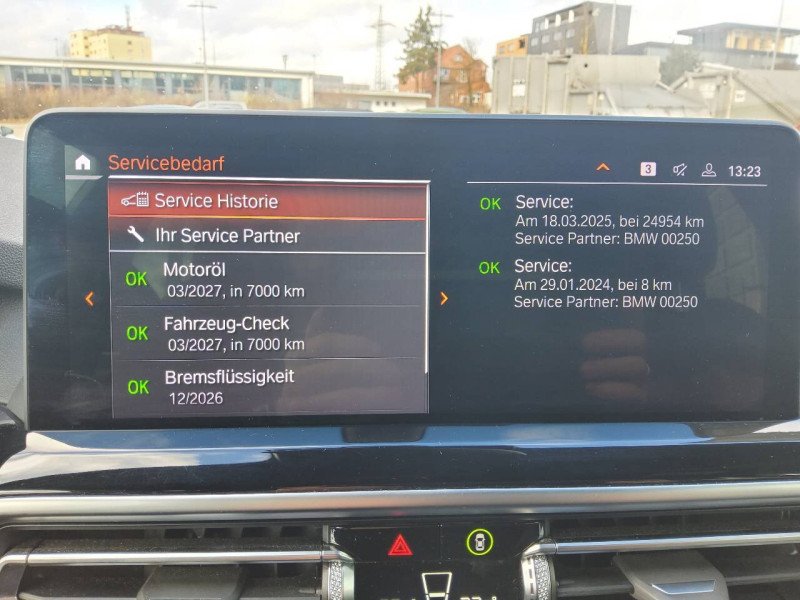 Servicebedarf
3
13:23
Service Historie
Ihr Service Partner
OK Motoröl
03/2027, in 7000 km
OK Fahrzeug-Check
03/2027, in 7000 km
OK Bremsflüssigkeit
12/2026
OK Service:
Am 18.03.2025, bei 24954 km
Service Partner: BMW 00250
OK Service:
Am 29.01.2024, bei 8 km
Service Partner: BMW 00250